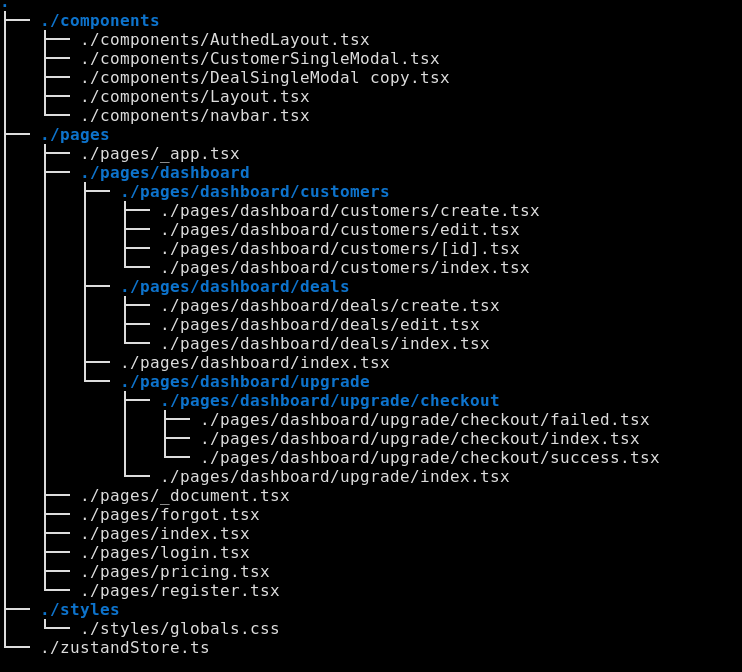 .
./components
./components/AuthedLayout.tsx
./components/CustomerSingleModal.tsx
./components/DealSingleModal copy.tsx
./components/Layout.tsx
./components/navbar.tsx
./pages
./pages/_app.tsx
./pages/dashboard
./pages/dashboard/customers
./pages/dashboard/customers/create.tsx
./pages/dashboard/customers/edit.tsx
./pages/dashboard/customers/[id].tsx
./pages/dashboard/customers/index.tsx
./pages/dashboard/deals
./pages/dashboard/deals/create.tsx
./pages/dashboard/deals/edit.tsx
./pages/dashboard/deals/index.tsx
./pages/dashboard/index.tsx
./pages/dashboard/upgrade
./pages/dashboard/upgrade/checkout
./pages/dashboard/upgrade/checkout/failed.tsx
./pages/dashboard/upgrade/checkout/index.tsx
./pages/dashboard/upgrade/checkout/success.tsx
./pages/dashboard/upgrade/index.tsx
./pages/_document.tsx
./pages/forgot.tsx
./pages/index.tsx
./pages/login.tsx
./pages/pricing.tsx
./pages/register.tsx
./styles
./styles/globals.css
./zustandStore.ts